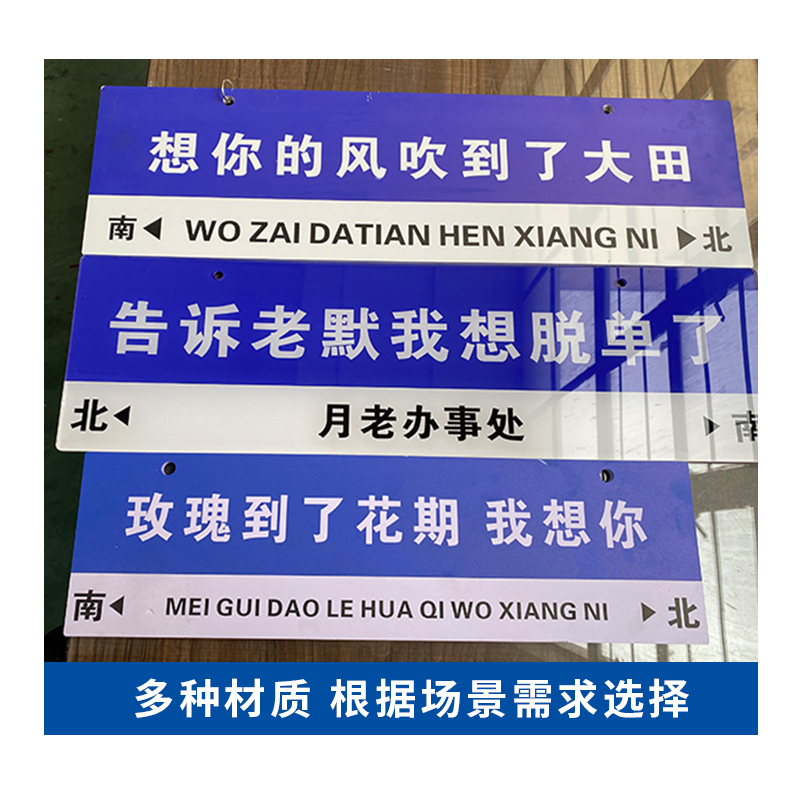 想你的风吹到了大田
南 ◀ WO ZAI DATIAN HEN XIANG NI ▶ 北
告诉老默我想脱单了
北 ◀ 月老办事处 ▶ 南
玫瑰到了花期 我想你
南 ◀ MEI GUI DAO LE HUA QI WO XIANG NI ▶ 北
多种材质 根据场景需求选择